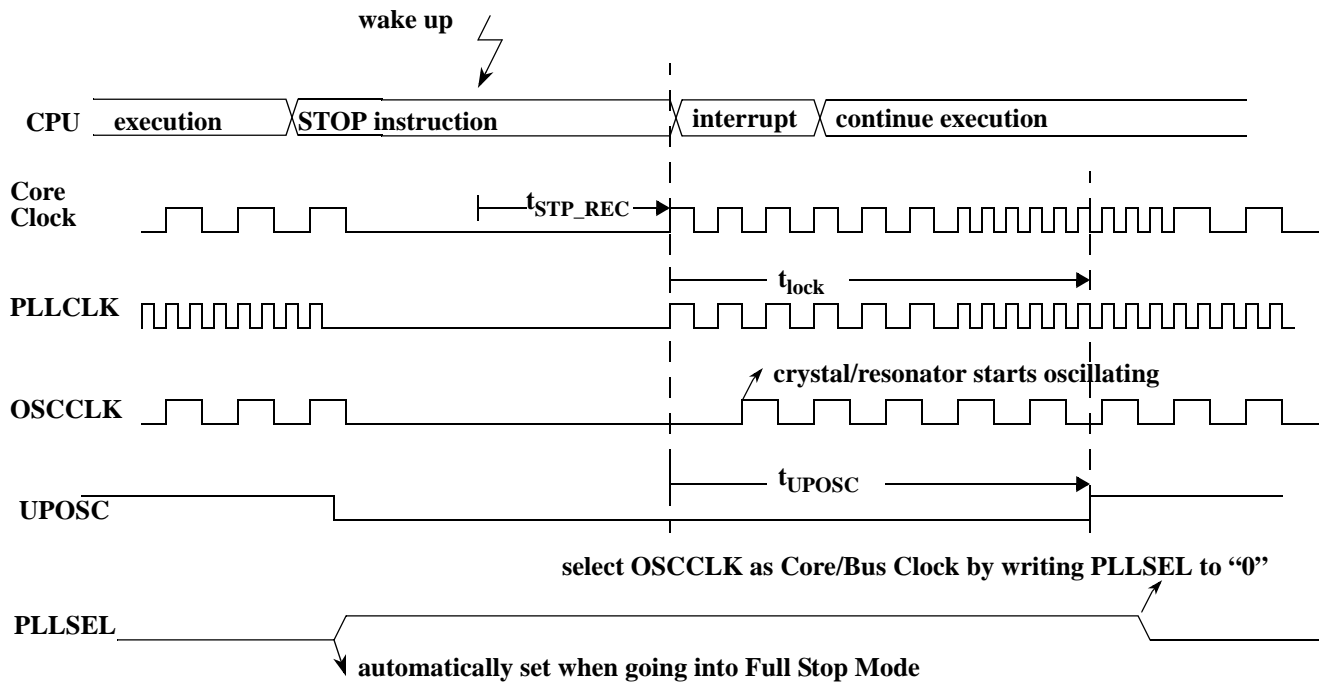 wake up
CPU execution STOP instruction interrupt continue execution
Core
Clock
tSTP_REC
tlock
PLLCLK
crystal/resonator starts oscillating
OSCCLK
tUPOSC
UPOSC
select OSCCLK as Core/Bus Clock by writing PLLSEL to “0”
PLLSEL
automatically set when going into Full Stop Mode